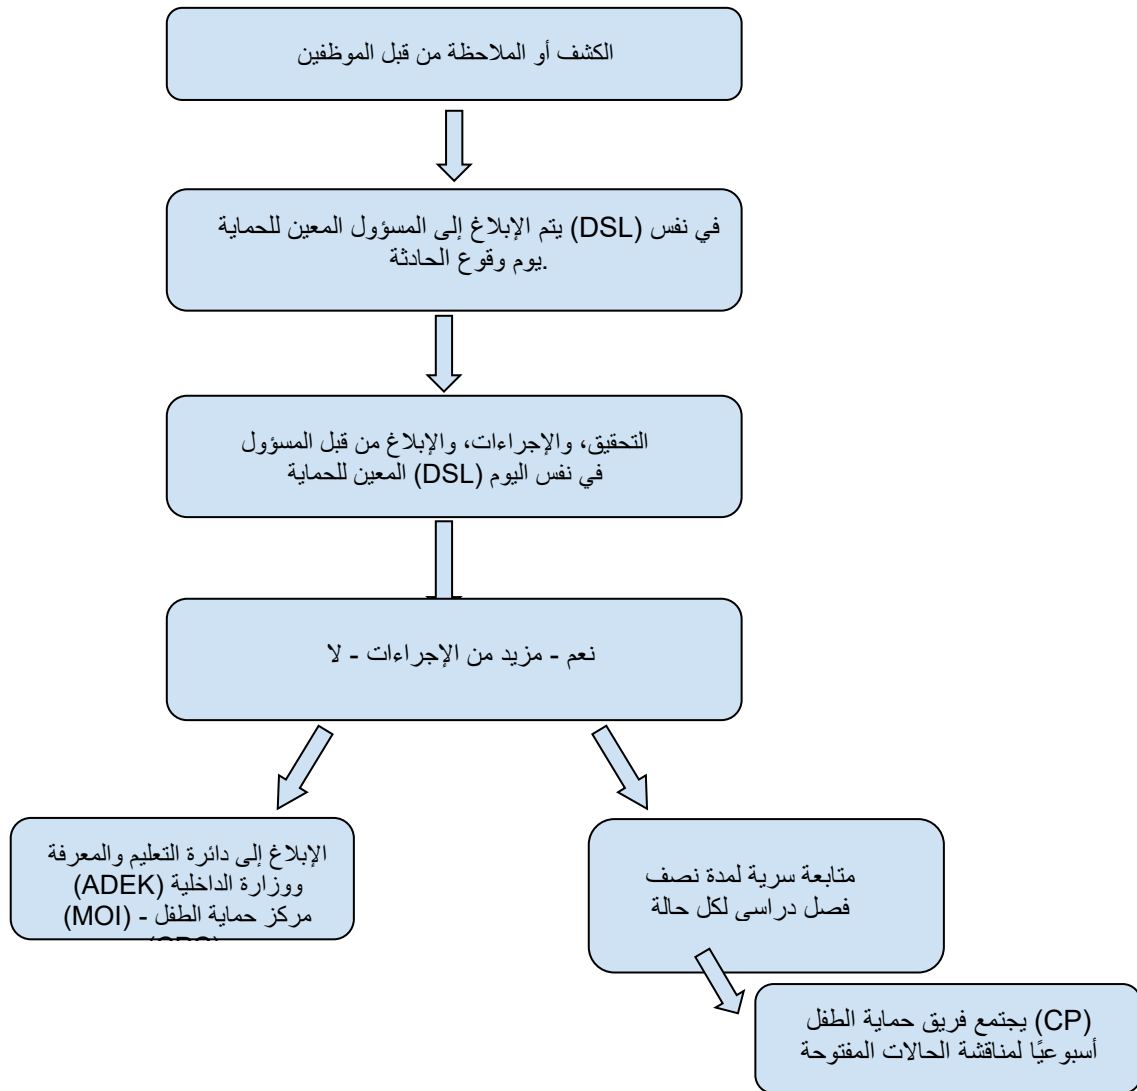 الكشف أو الملاحظة من قبل الموظفين
في نفس (DSL) يتم الإبلاغ إلى المسؤول المعين للحماية
يوم وقوع الحادثة.
التحقيق، والإجراءات، والإبلاغ من قبل المسؤول
في نفس اليوم (DSL) المعين للحماية
نعم - مزيد من الإجراءات - لا
الإبلاغ إلى دائرة التعليم والمعرفة
ووزارة الداخلية (ADEK)
مركز حماية الطفل - (MOI)
متابعة سرية لمدة نصف
فصل دراسي لكل حالة
(CP) يجتمع فريق حماية الطفل
أسبوعيًا لمناقشة الحالات المفتوحة